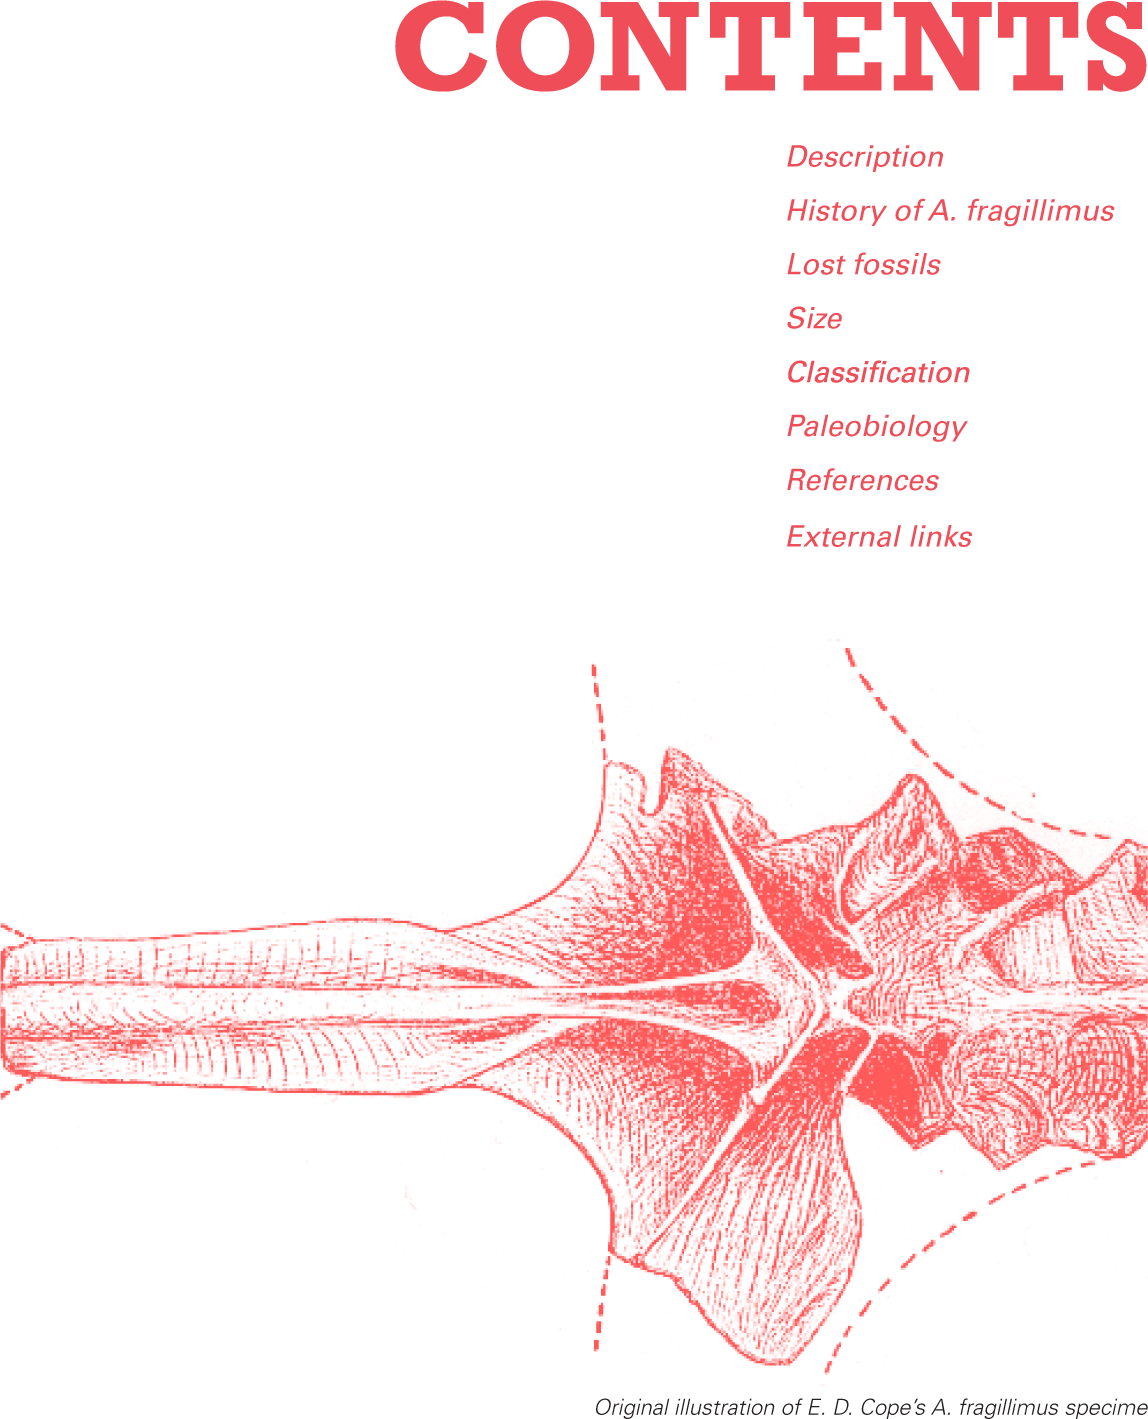 CONTENTS
Description
History of A. fragillimus
Lost fossils
Size
Classification
Paleobiology
References
External links
Original illustration of E. D. Cope's A. fragillimus specime